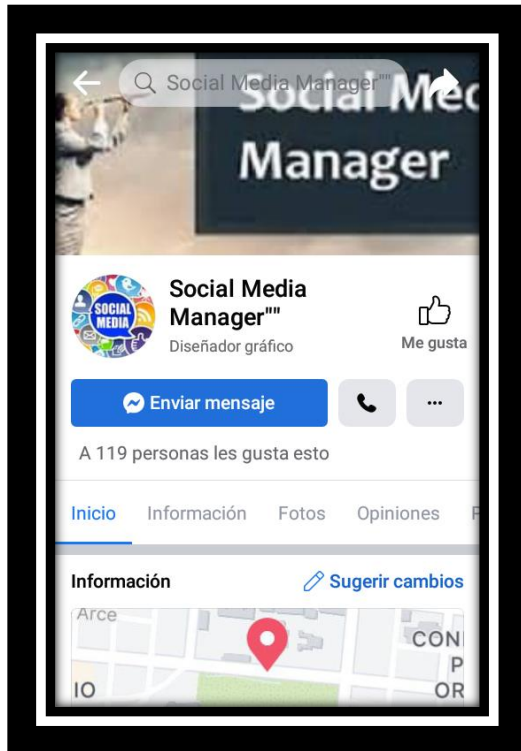 Social Media Manager""
Social Med
Manager
SOCIAL
MEDIA
Social Media
Manager""
Diseñador gráfico
Me gusta
Enviar mensaje
A 119 personas les gusta esto
Inicio Información Fotos Opiniones
Información Sugerir cambios
Arce
CON
P
IO OR